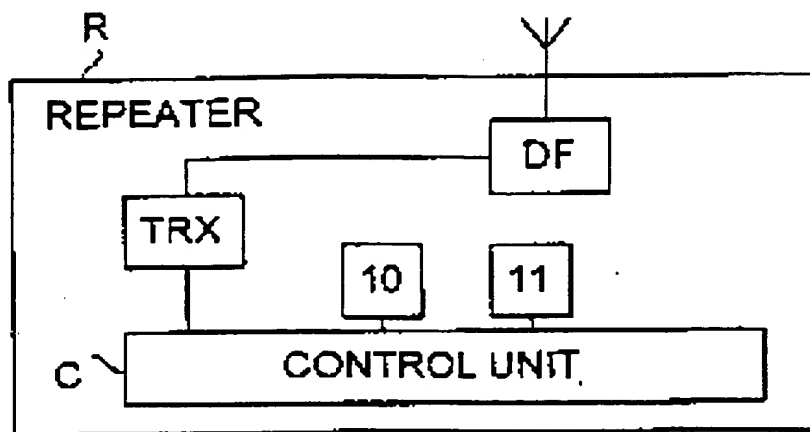 R
REPEATER
DF
TRX
10
11
C
CONTROL UNIT